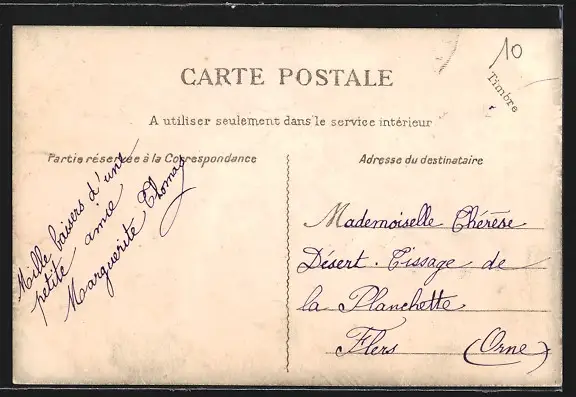 10
Timbre
CARTE POSTALE
A utiliser seulement dans le service intérieur
Partie réservée à la Correspondance
Mille baisers d'une
petite amie
Marguerite Thomas
Adresse du destinataire
Mademoiselle Thérèse
Désert. Tissage de
la Planchette
Flers (Orne)